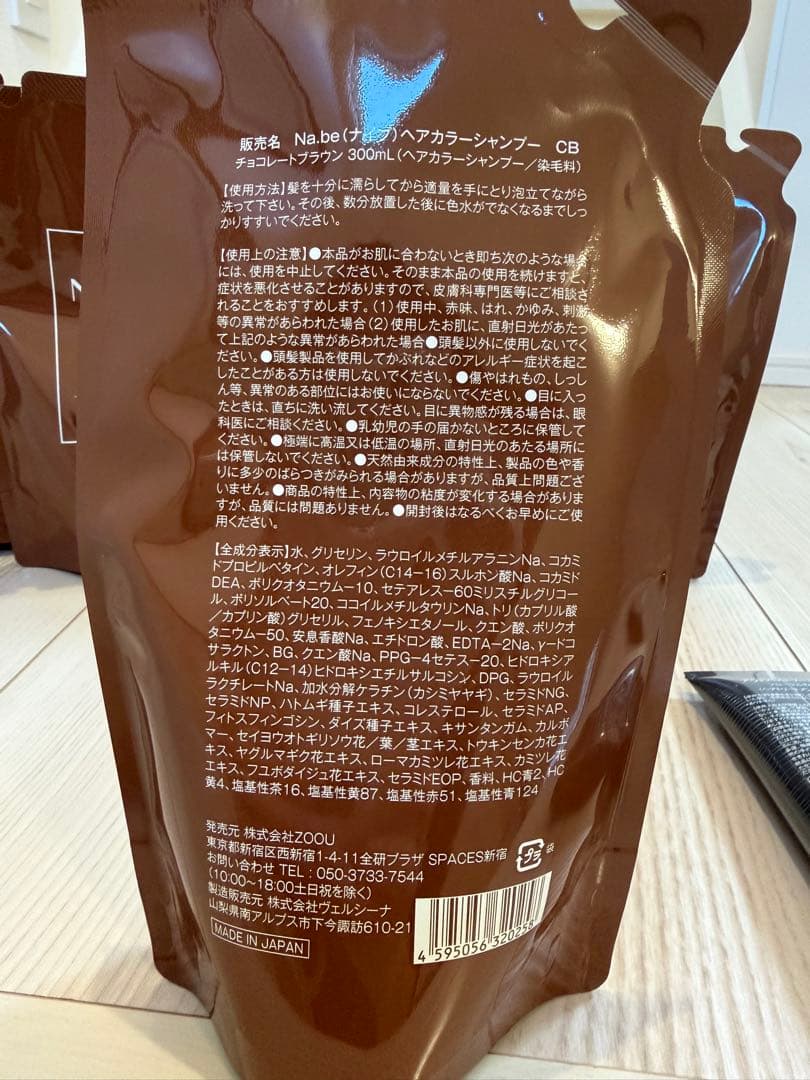 販売名 Na.be(ナイブ)ヘアカラーシャンプー CB
チョコレートブラウン 300mL(ヘアカラーシャンプー/染毛料)
【使用方法】髪を十分に濡らしてから適量を手にとり泡立てながら
洗って下さい。その後、数分放置した後に色水がでなくなるまでしっ
かりすすいでください。
【使用上の注意】●本品がお肌に合わないとき即ち次のような場合
には、使用を中止してください。そのまま本品の使用を続けますと、
症状を悪化させることがありますので、皮膚科専門医等にご相談さ
れることをおすすめします。(1)使用中、赤味、はれ、かゆみ、刺激
等の異常があらわれた場合(2)使用したお肌に、直射日光があたっ
て上記のような異常があらわれた場合●頭髪以外に使用しないでく
ださい。●頭髪製品を使用してかぶれなどのアレルギー症状を起こ
したことがある方は使用しないでください。●傷やはれもの、しっし
ん等、異常のある部位にはお使いにならないでください。●目に入っ
たときは、直ちに洗い流してください。目に異物感が残る場合は、眼
科医にご相談ください。●乳幼児の手の届かないところに保管して
ください。●極端に高温又は低温の場所、直射日光のあたる場所に
は保管しないでください。●天然由来成分の特性上、製品の色や香
りに多少のばらつきがみられる場合がありますが、品質上問題ござ
いません。●商品の特性上、内容物の粘度が変化する場合がありま
すが、品質には問題ありません。●開封後はなるべくお早めにご使
用ください。
【全成分表示】水、グリセリン、ラウロイルメチルアラニンNa、コカミ
ドプロピルベタイン、オレフィン(C14-16)スルホン酸Na、コカミド
DEA、ポリクオタニウム-10、セテアレス-60ミリスチルグリコー
ル、ポリソルベート20、ココイルメチルタウリンNa、トリ(カプリル酸
/カプリン酸)グリセリル、フェノキシエタノール、クエン酸、ポリクオ
タニウム-50、安息香酸Na、エチドロン酸、EDTA-2Na、γ-ドコ
サラクトン、BG、クエン酸Na、PPG-4セテス-20、ヒドロキシア
ルキル(C12-14)ヒドロキシエチルサルコシン、DPG、ラウロイル
ラクチレートNa、加水分解ケラチン(カシミヤヤギ)、セラミドNG、
セラミドNP、ハトムギ種子エキス、コレステロール、セラミドAP、
フィトスフィンゴシン、ダイズ種子エキス、キサンタンガム、カルボ
マー、セイヨウオトギリソウ花/葉/茎エキス、トウキンセンカ花エ
キス、ヤグルマギク花エキス、ローマカミツレ花エキス、カミツレ花
エキス、フユボダイジュ花エキス、セラミドEOP、香料、HC青2、HC
黄4、塩基性茶16、塩基性黄87、塩基性赤51、塩基性青124
発売元 株式会社ZOOU
東京都新宿区西新宿1-4-11全研プラザ SPACES新宿
お問い合わせ TEL:050-3733-7544
(10:00~18:00土日祝を除く)
製造販売元 株式会社ヴェルシーナ
山梨県南アルプス市下今諏訪610-21
MADE IN JAPAN
プラ 袋
4 595056 320258